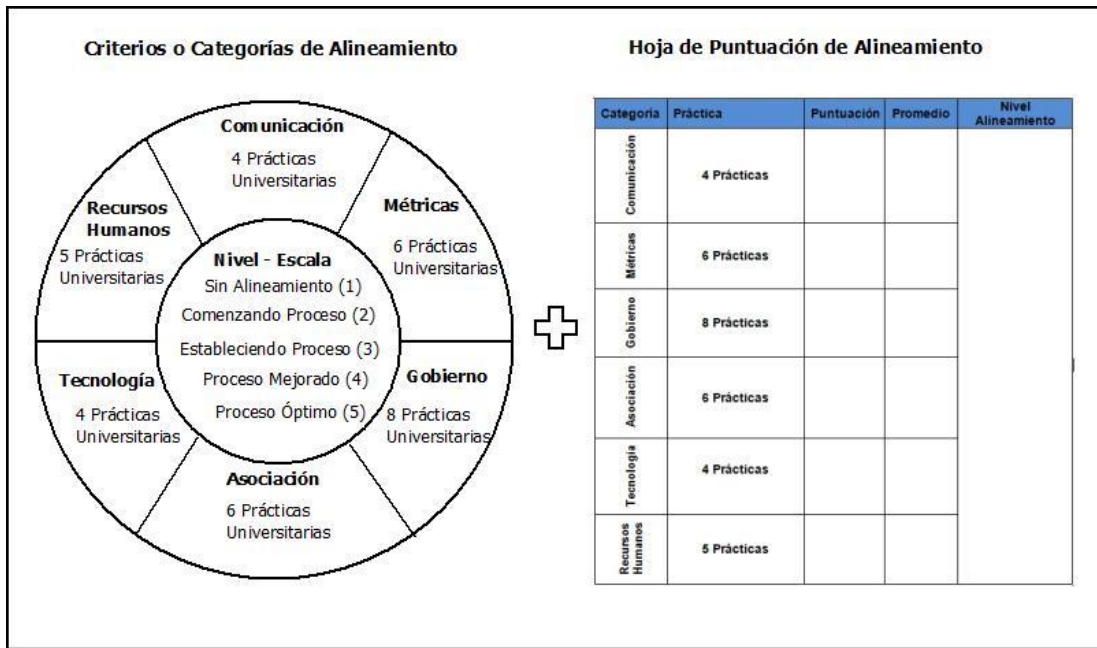 Criterios o Categorías de Alineamiento
Comunicación
4 Prácticas
Universitarias
Métricas
6 Prácticas
Universitarias
Gobierno
8 Prácticas
Universitarias
Asociación
6 Prácticas
Universitarias
Tecnología
4 Prácticas
Universitarias
Recursos
Humanos
5 Prácticas
Universitarias
Nivel - Escala
Sin Alineamiento (1)
Comenzando Proceso (2)
Estableciendo Proceso (3)
Proceso Mejorado (4)
Proceso Óptimo (5)
Hoja de Puntuación de Alineamiento
Categoría Práctica Puntuación Promedio Nivel
Alineamiento
Comunicación 4 Prácticas
Métricas 6 Prácticas
Gobierno 8 Prácticas
Asociación 6 Prácticas
Tecnología 4 Prácticas
Recursos
Humanos 5 Prácticas